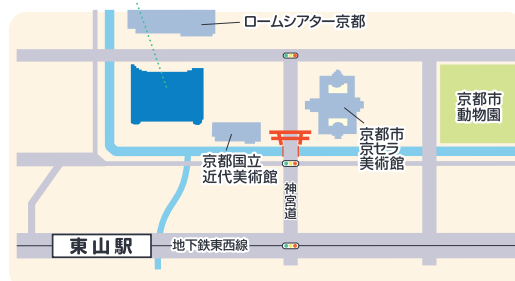 ロームシアター京都
京都市
動物園
京都市
京セラ
美術館
京都国立
近代美術館
神宮道
東山駅
地下鉄東西線